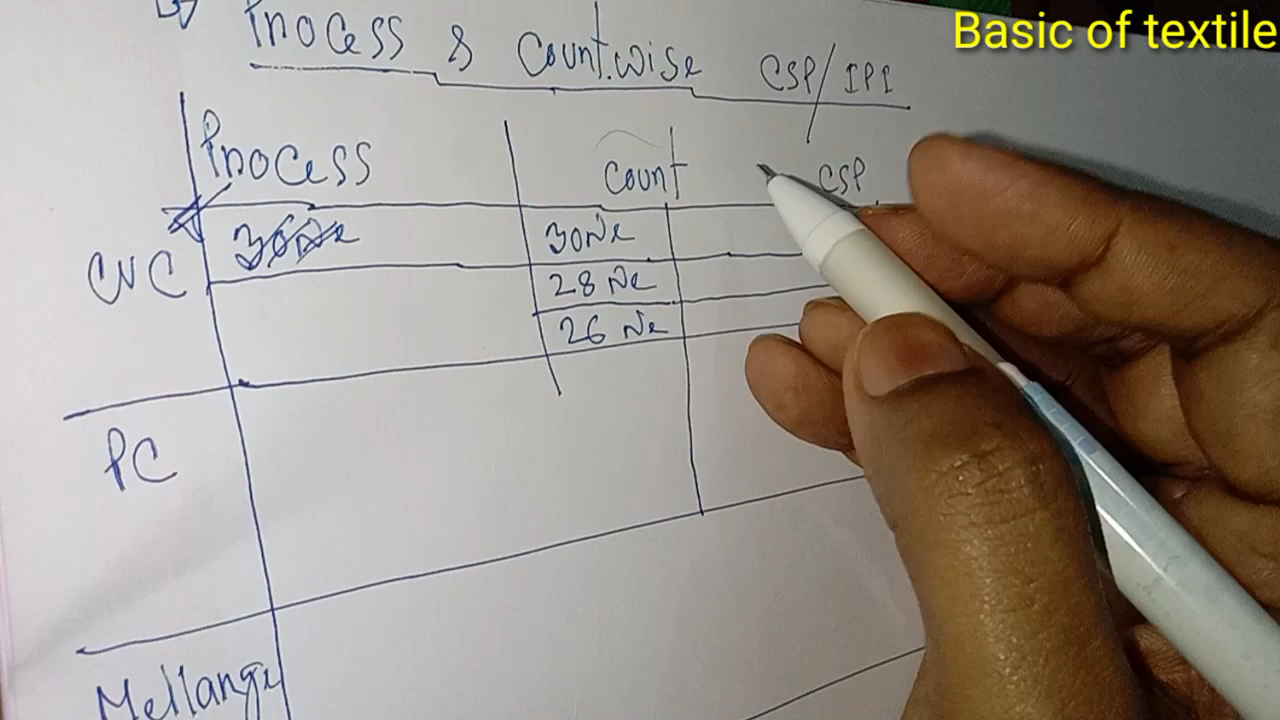 Basic of textile
Process & Count.wise CSP/IPI
Process Count CSP
CVC 30Ne 30Ne
28 Ne
26 Ne
PC
Mellange